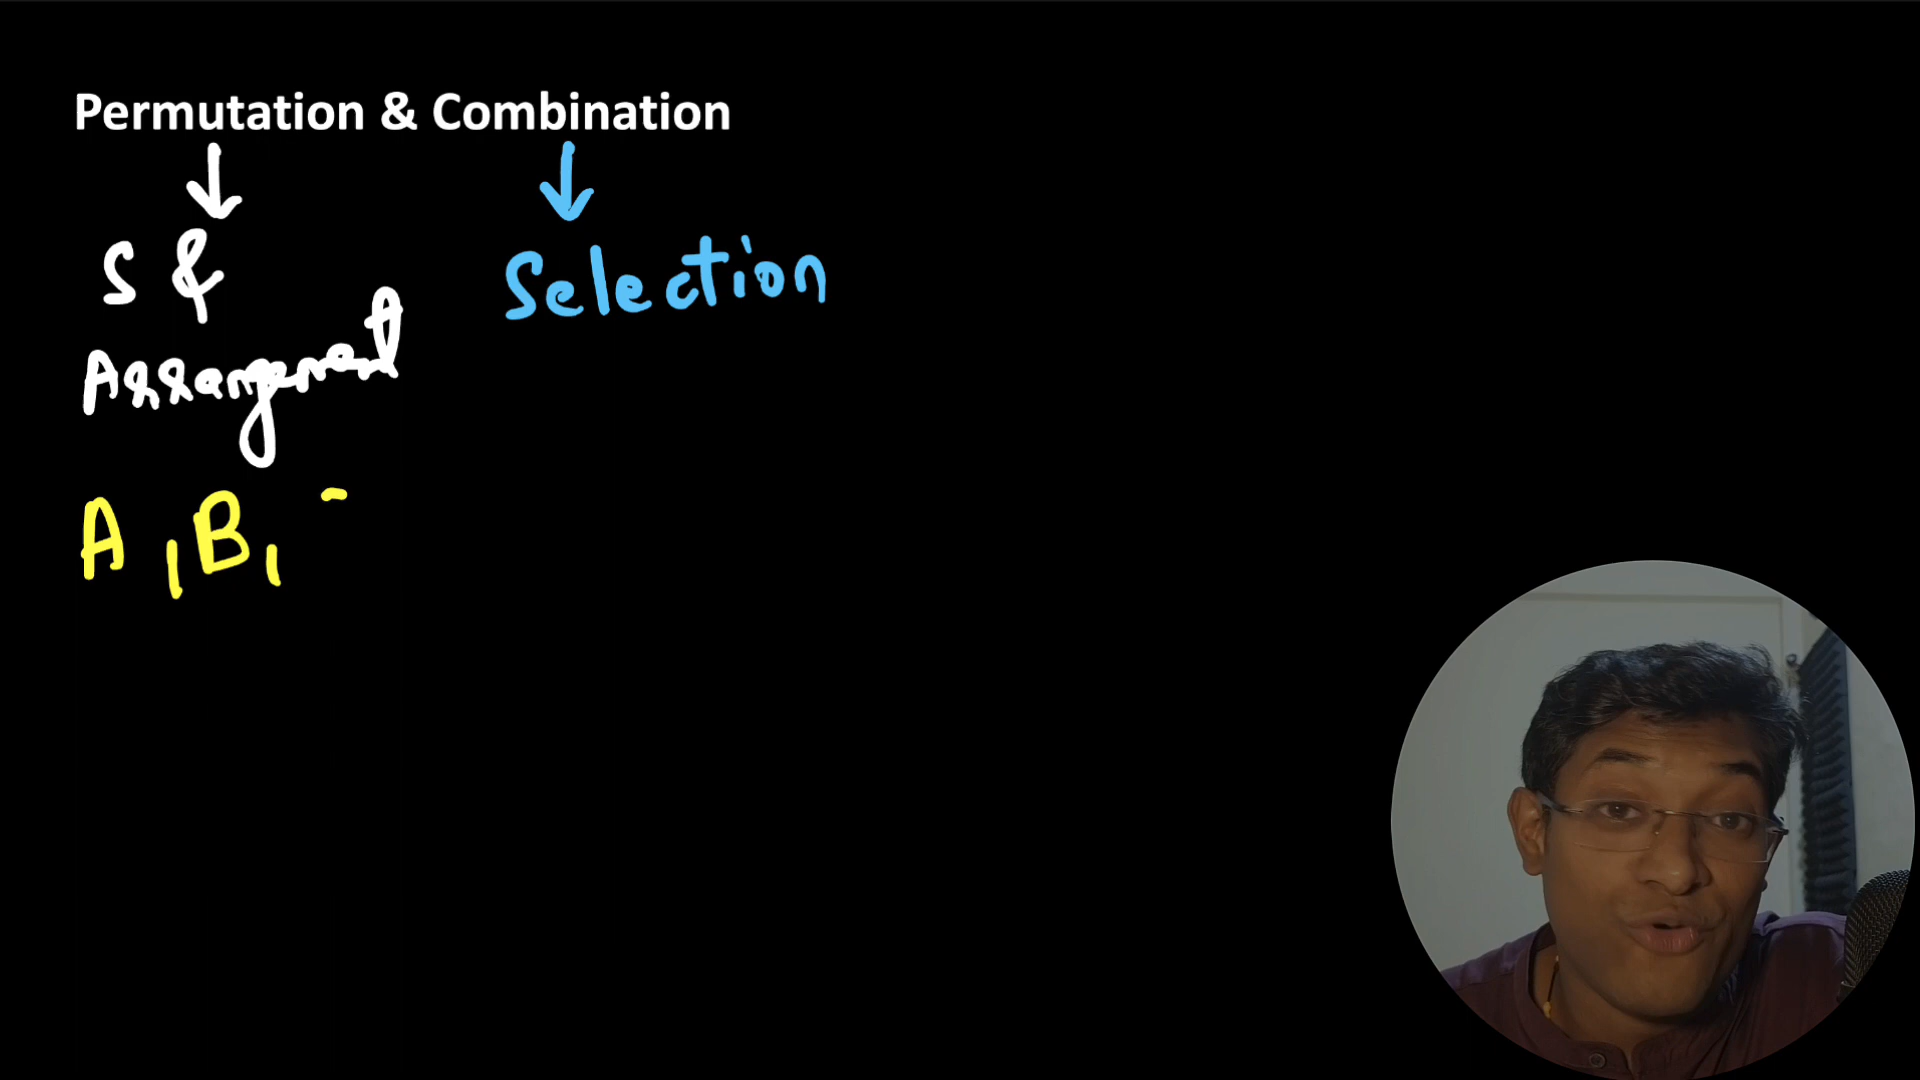 Permutation & Combination
S &
Arrangement
Selection
A, B,